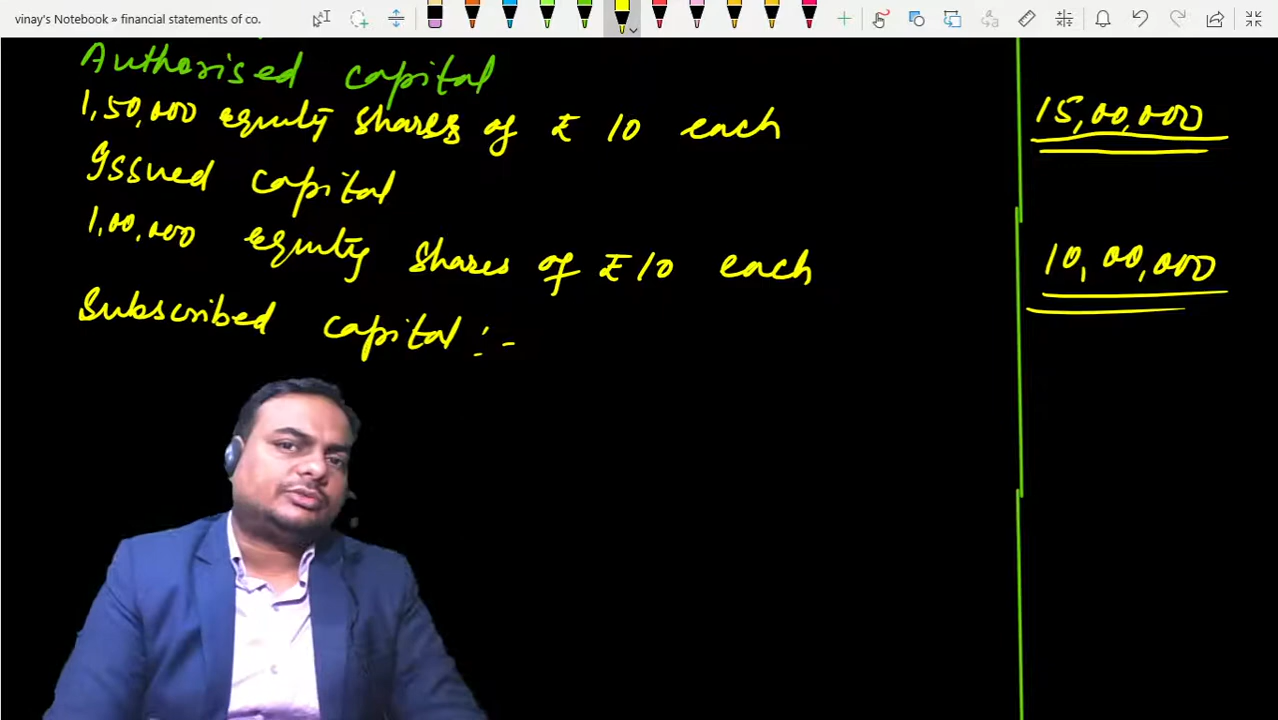 vinay's Notebook » financial statements of co.
Authorised capital
1,50,000 equity shares of ₹ 10 each 15,00,000
Issued capital
1,00,000 equity shares of ₹ 10 each 10,00,000
Subscribed capital :-